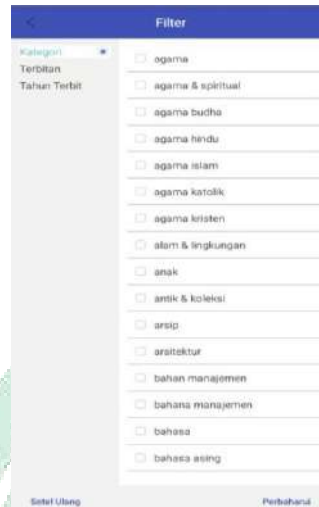 Filter
Kategori
Terbitan
Tahun Terbit
agama
agama & spiritual
agama budha
agama hindu
agama islam
agama katolik
agama kristen
alam & lingkungan
anak
antik & koleksi
arsip
arsitektur
bahan manajemen
bahana manajemen
bahasa
bahasa asing
Setel Ulang
Perbaharui